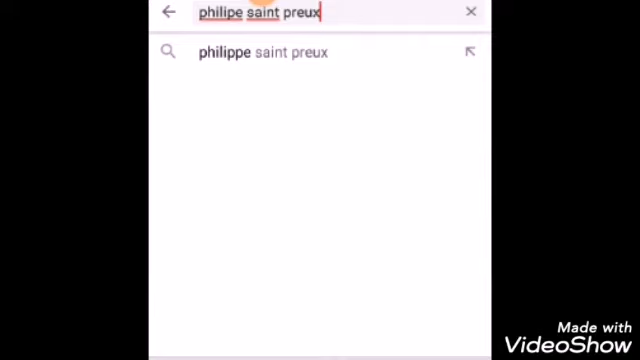 philipe saint preux
philippe saint preux
Made with
VideoShow